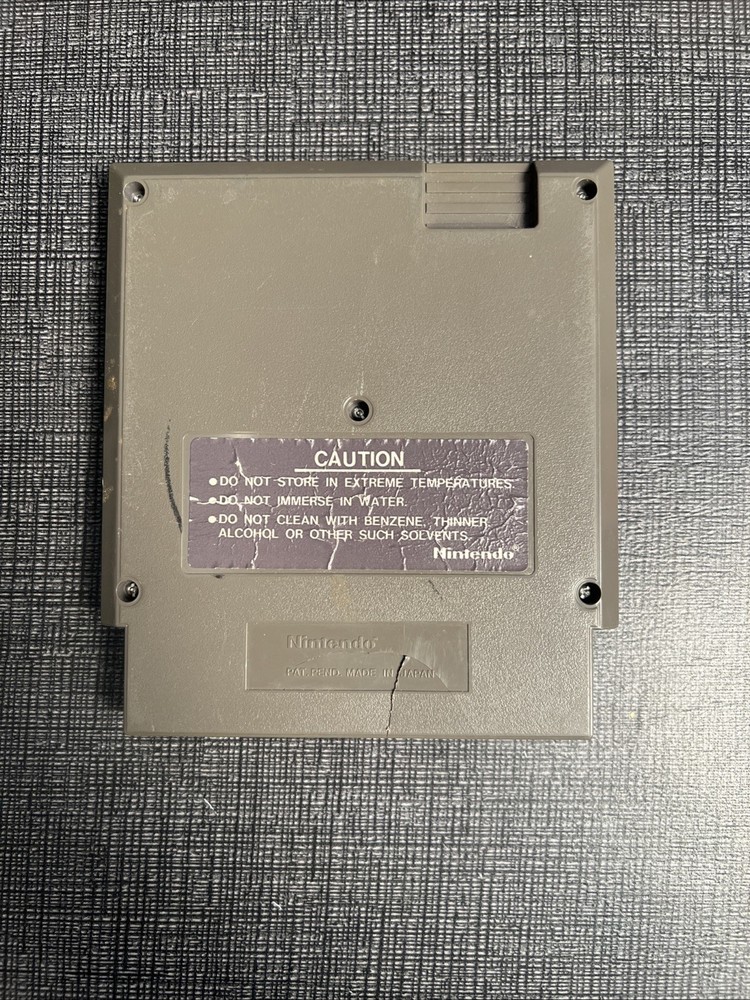 CAUTION
●DO NOT STORE IN EXTREME TEMPERATURES.
●DO NOT IMMERSE IN WATER.
●DO NOT CLEAN WITH BENZENE, THINNER,
ALCOHOL OR OTHER SUCH SOLVENTS.
Nintendo®
Nintendo®
PAT. PEND. MADE IN JAPAN